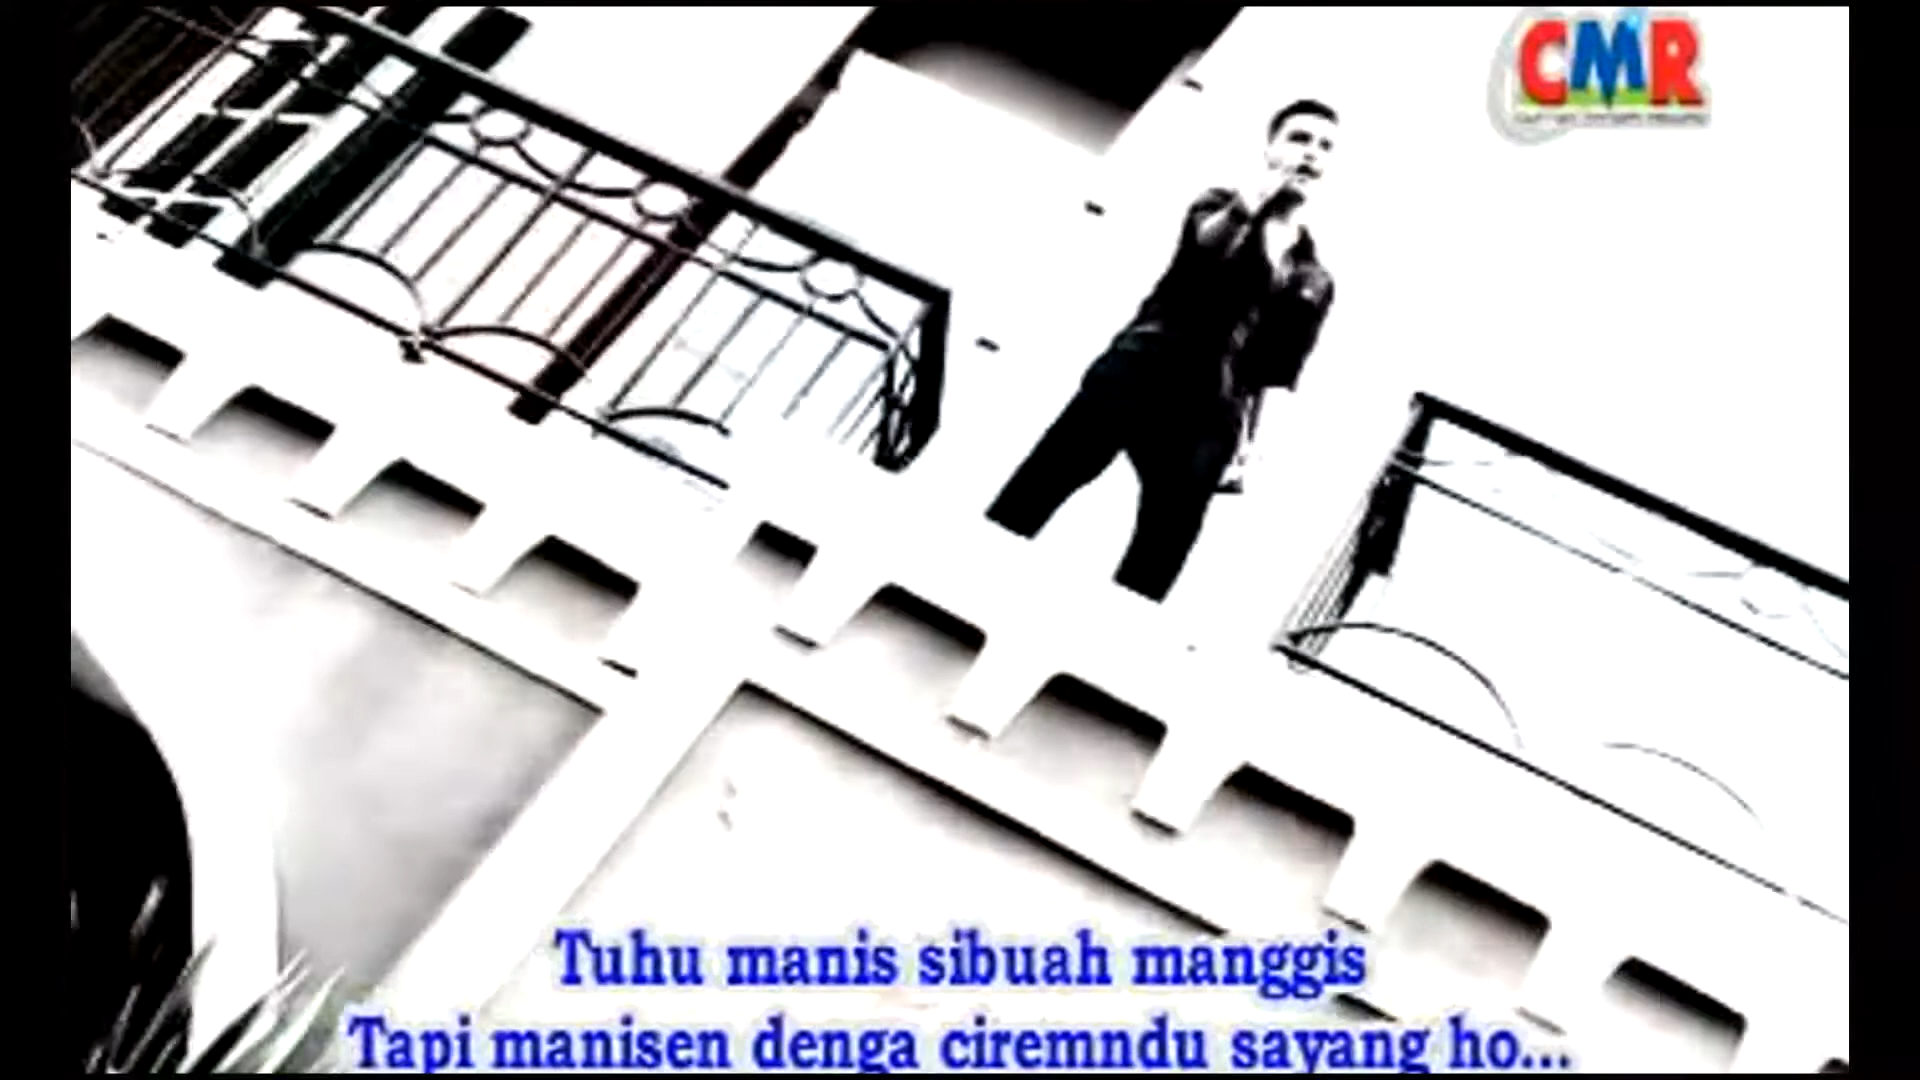 CMR
Tuhu manis sibuah manggis
Tapi manisen denga ciremndu sayang ho...